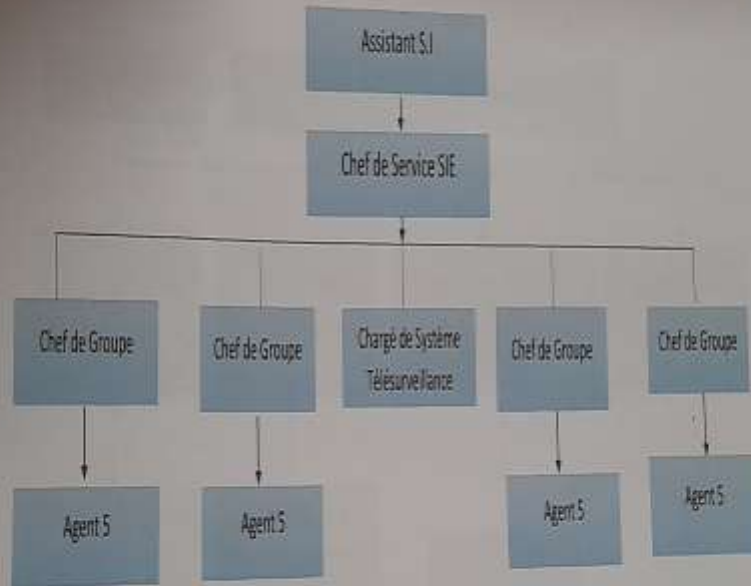 Assistant S.I
Chef de Service SIE
Chef de Groupe
Chef de Groupe
Chargé de Système
Télésurveillance
Chef de Groupe
Chef de Groupe
Agent 5
Agent 5
Agent 5
Agent 5